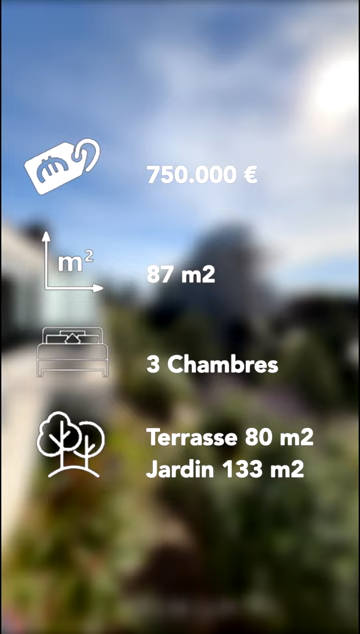 750.000 €
m²
87 m2
3 Chambres
Terrasse 80 m2
Jardin 133 m2